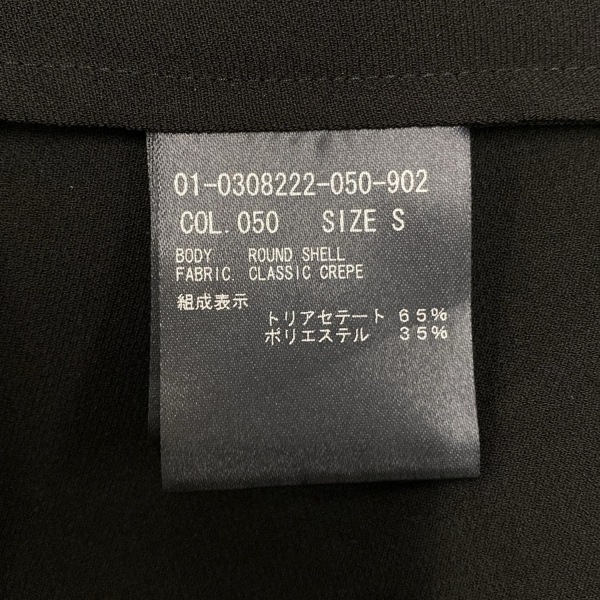 01-0308222-050-902
COL.050 SIZE S
BODY ROUND SHELL
FABRIC CLASSIC CREPE
組成表示
トリアセテート 65%
ポリエステル 35%